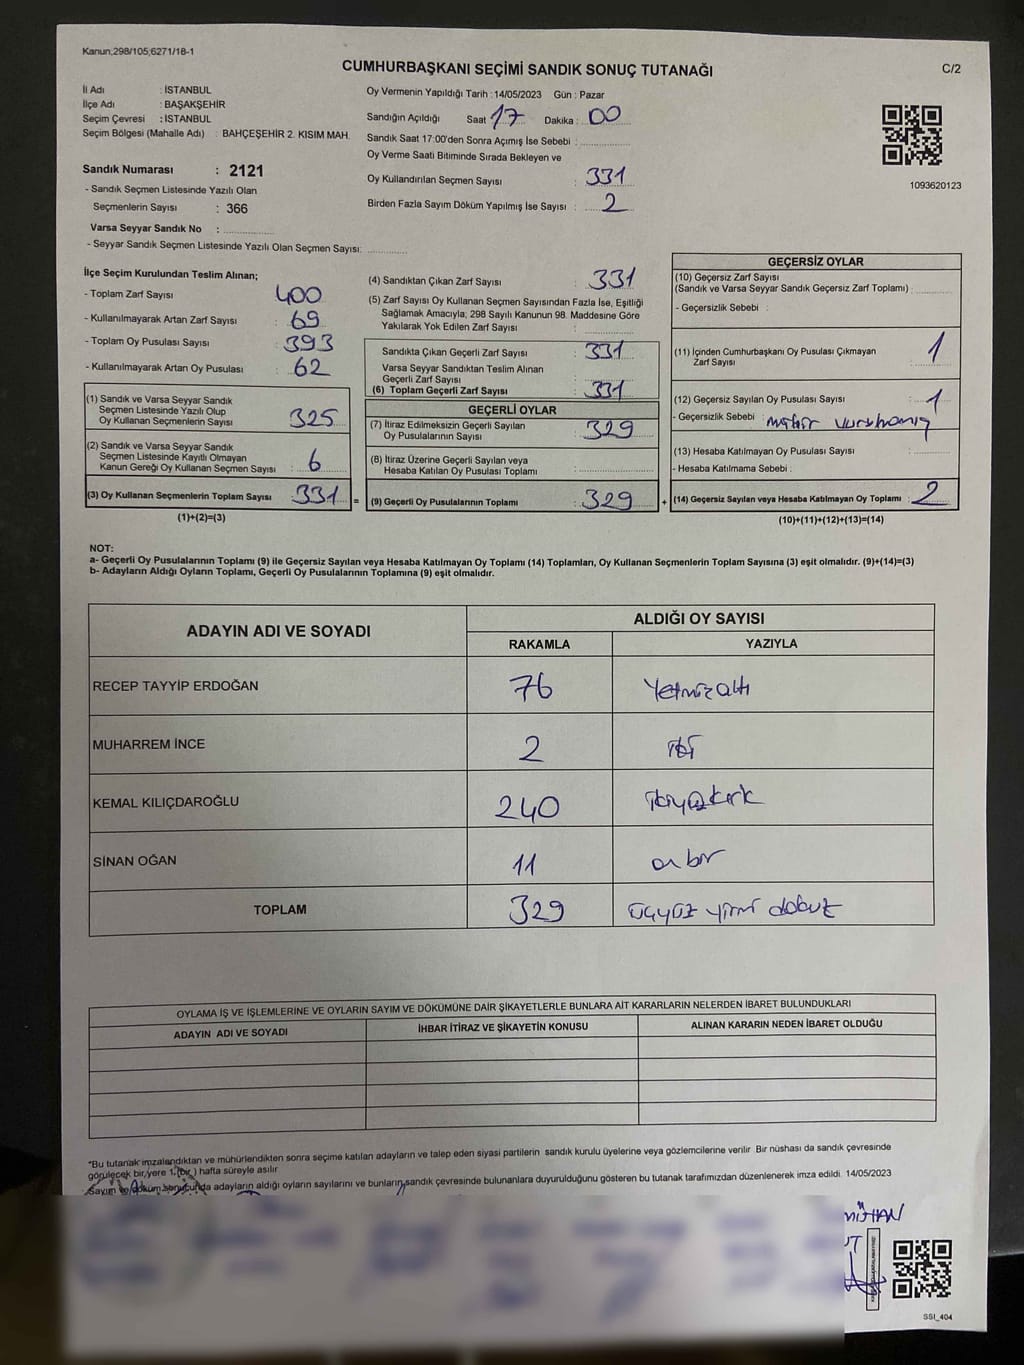 Kanun;298/105;6271/18-1
CUMHURBAŞKANI SEÇİMİ SANDIK SONUÇ TUTANAĞI
C/2
İl Adı : İSTANBUL
İlçe Adı : BAŞAKŞEHİR
Seçim Çevresi : İSTANBUL
Seçim Bölgesi (Mahalle Adı) : BAHÇEŞEHİR 2. KISIM MAH.
Sandık Numarası : 2121
- Sandık Seçmen Listesinde Yazılı Olan
Seçmenlerin Sayısı : 366
Varsa Seyyar Sandık No :
- Seyyar Sandık Seçmen Listesinde Yazılı Olan Seçmen Sayısı:
Oy Vermenin Yapıldığı Tarih : 14/05/2023 Gün : Pazar
Sandığın Açıldığı Saat 17 Dakika : 00
Sandık Saat 17:00'den Sonra Açımış İse Sebebi :
Oy Verme Saati Bitiminde Sırada Bekleyen ve
Oy Kullandırılan Seçmen Sayısı : 331
Birden Fazla Sayım Döküm Yapılmış İse Sayısı : 2
1093620123
İlçe Seçim Kurulundan Teslim Alınan;
- Toplam Zarf Sayısı : 400
- Kullanılmayarak Artan Zarf Sayısı : 69
- Toplam Oy Pusulası Sayısı : 393
- Kullanılmayarak Artan Oy Pusulası : 62
(1) Sandık ve Varsa Seyyar Sandık
Seçmen Listesinde Yazılı Olup
Oy Kullanan Seçmenlerin Sayısı : 325
(2) Sandık ve Varsa Seyyar Sandık
Seçmen Listesinde Kayıtlı Olmayan
Kanun Gereği Oy Kullanan Seçmen Sayısı : 6
(3) Oy Kullanan Seçmenlerin Toplam Sayısı : 331 =
(1)+(2)=(3)
(4) Sandıktan Çıkan Zarf Sayısı : 331
(5) Zarf Sayısı Oy Kullanan Seçmen Sayısından Fazla İse, Eşitliği
Sağlamak Amacıyla; 298 Sayılı Kanunun 98. Maddesine Göre
Yakılarak Yok Edilen Zarf Sayısı :
Sandıkta Çıkan Geçerli Zarf Sayısı : 331
Varsa Seyyar Sandıktan Teslim Alınan
Geçerli Zarf Sayısı :
(6) Toplam Geçerli Zarf Sayısı : 331
GEÇERLİ OYLAR
(7) İtiraz Edilmeksizin Geçerli Sayılan
Oy Pusulalarının Sayısı : 329
(8) İtiraz Üzerine Geçerli Sayılan veya
Hesaba Katılan Oy Pusulası Toplamı :
(9) Geçerli Oy Pusulalarının Toplamı : 329 +
GEÇERSİZ OYLAR
(10) Geçersiz Zarf Sayısı
(Sandık ve Varsa Seyyar Sandık Geçersiz Zarf Toplamı) :
- Geçersizlik Sebebi :
(11) İçinden Cumhurbaşkanı Oy Pusulası Çıkmayan
Zarf Sayısı : 1
(12) Geçersiz Sayılan Oy Pusulası Sayısı : 1
- Geçersizlik Sebebi :
(13) Hesaba Katılmayan Oy Pusulası Sayısı :
- Hesaba Katılmama Sebebi :
(14) Geçersiz Sayılan veya Hesaba Katılmayan Oy Toplamı : 2
(10)+(11)+(12)+(13)=(14)
NOT:
a- Geçerli Oy Pusulalarının Toplamı (9) ile Geçersiz Sayılan veya Hesaba Katılmayan Oy Toplamı (14) Toplamları, Oy Kullanan Seçmenlerin Toplam Sayısına (3) eşit olmalıdır. (9)+(14)=(3)
b- Adayların Aldığı Oyların Toplamı, Geçerli Oy Pusulalarının Toplamına (9) eşit olmalıdır.
ADAYIN ADI VE SOYADI
ALDIĞI OY SAYISI
RAKAMLA YAZIYLA
RECEP TAYYİP ERDOĞAN 76 Yetmişaltı
MUHARREM İNCE 2 iki
KEMAL KILIÇDAROĞLU 240 ikiyüzkırk
SİNAN OĞAN 11 onbir
TOPLAM 329 üçyüz yirmi dokuz
OYLAMA İŞ VE İŞLEMLERİNE VE OYLARIN SAYIM VE DÖKÜMÜNE DAİR ŞİKAYETLERLE BUNLARA AİT KARARLARIN NELERDEN İBARET BULUNDUKLARI
ADAYIN ADI VE SOYADI İHBAR İTİRAZ VE ŞİKAYETİN KONUSU ALINAN KARARIN NEDEN İBARET OLDUĞU
*Bu tutanak imzalandıktan ve mühürlendikten sonra seçime katılan adayların ve talep eden siyasi partilerin sandık kurulu üyelerine veya gözlemcilerine verilir Bir nüshası da sandık çevresinde
görülecek bir yere 1 (bir ) hafta süreyle asılır
Sayım ve döküm sonucunda adayların aldığı oyların sayılarını ve bunların sandık çevresinde bulunanlara duyurulduğunu gösteren bu tutanak tarafımızdan düzenlenerek imza edildi. 14/05/2023
SSI_404